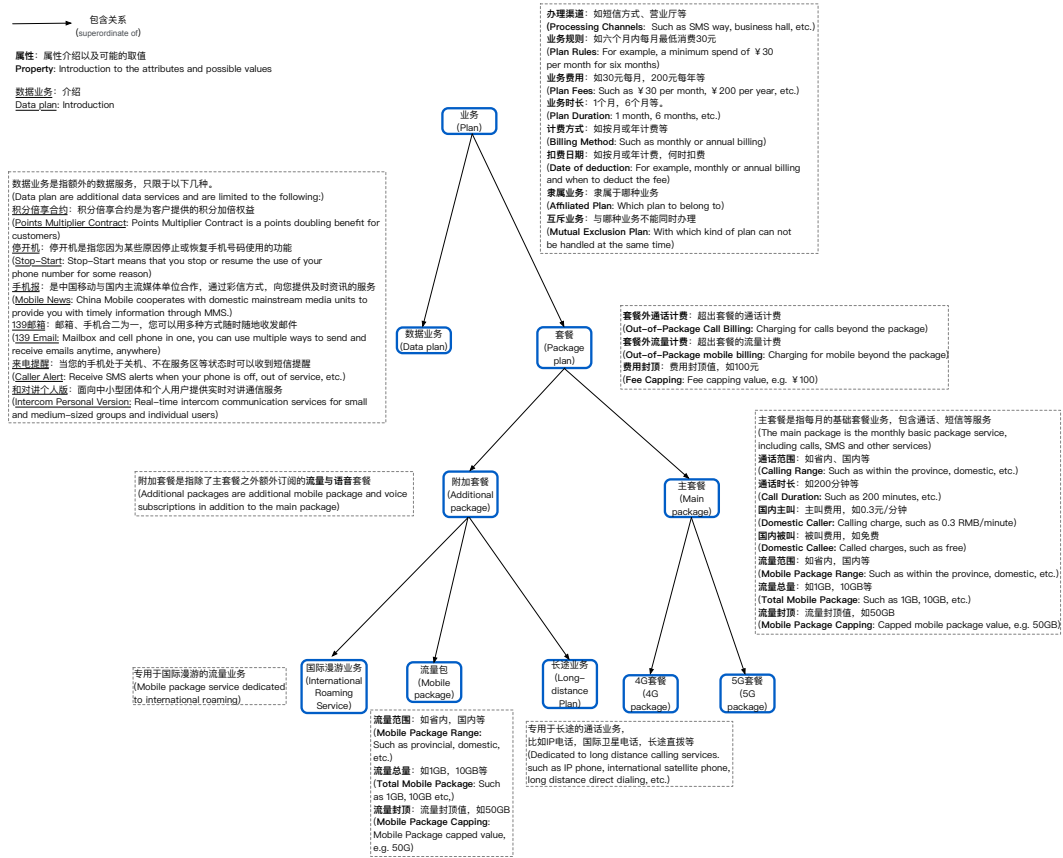 包含关系
(superordinate of)
属性：属性介绍以及可能的取值
Property: Introduction to the attributes and possible values
数据业务：介绍
Data plan: Introduction
办理渠道：如短信方式、营业厅等
(Processing Channels: Such as SMS way, business hall, etc.)
业务规则：如六个月内每月最低消费30元
(Plan Rules: For example, a minimum spend of ￥30
per month for six months)
业务费用：如30元每月，200元每年等
(Plan Fees: Such as ￥30 per month, ￥200 per year, etc.)
业务时长：1个月，6个月等。
(Plan Duration: 1 month, 6 months, etc.)
计费方式：如按月或年计费等
(Billing Method: Such as monthly or annual billing)
扣费日期：如按月或年计费，何时扣费
(Date of deduction: For example, monthly or annual billing
and when to deduct the fee)
隶属业务：隶属于哪种业务
(Affiliated Plan: Which plan to belong to)
互斥业务：与哪种业务不能同时办理
(Mutual Exclusion Plan: With which kind of plan can not
be handled at the same time)
业务
(Plan)
数据业务是指额外的数据服务，只限于以下几种。
(Data plan are additional data services and are limited to the following:)
积分倍享合约：积分倍享合约是为客户提供的积分加倍权益
(Points Multiplier Contract: Points Multiplier Contract is a points doubling benefit for
customers)
停开机：停开机是指您因为某些原因停止或恢复手机号码使用的功能
(Stop-Start: Stop-Start means that you stop or resume the use of your
phone number for some reason)
手机报：是中国移动与国内主流媒体单位合作，通过彩信方式，向您提供及时资讯的服务
(Mobile News: China Mobile cooperates with domestic mainstream media units to
provide you with timely information through MMS.)
139邮箱：邮箱、手机合二为一，您可以用多种方式随时随地收发邮件
(139 Email: Mailbox and cell phone in one, you can use multiple ways to send and
receive emails anytime, anywhere)
来电提醒：当您的手机处于关机、不在服务区等状态时可以收到短信提醒
(Caller Alert: Receive SMS alerts when your phone is off, out of service, etc.)
和对讲个人版：面向中小型团体和个人用户提供实时对讲通信服务
(Intercom Personal Version: Real-time intercom communication services for small
and medium-sized groups and individual users)
数据业务
(Data plan)
套餐
(Package
plan)
套餐外通话计费：超出套餐的通话计费
(Out-of-Package Call Billing: Charging for calls beyond the package)
套餐外流量计费：超出套餐的流量计费
(Out-of-Package mobile billing: Charging for mobile beyond the package)
费用封顶：费用封顶值，如100元
(Fee Capping: Fee capping value, e.g. ￥100)
附加套餐是指除了主套餐之外额外订阅的流量与语音套餐
(Additional packages are additional mobile package and voice
subscriptions in addition to the main package)
附加套餐
(Additional
package)
主套餐
(Main
package)
主套餐是指每月的基础套餐业务，包含通话、短信等服务
(The main package is the monthly basic package service,
including calls, SMS and other services)
通话范围：如省内、国内等
(Calling Range: Such as within the province, domestic, etc.)
通话时长：如200分钟等
(Call Duration: Such as 200 minutes, etc.)
国内主叫：主叫费用，如0.3元/分钟
(Domestic Caller: Calling charge, such as 0.3 RMB/minute)
国内被叫：被叫费用，如免费
(Domestic Callee: Called charges, such as free)
流量范围：如省内，国内等
(Mobile Package Range: Such as within the province, domestic, etc.)
流量总量：如1GB，10GB等
(Total Mobile Package: Such as 1GB, 10GB, etc.)
流量封顶：流量封顶值，如50GB
(Mobile Package Capping: Capped mobile package value, e.g. 50GB)
专用于国际漫游的流量业务
(Mobile package service dedicated
to international roaming)
国际漫游业务
(International
Roaming
Service)
流量包
(Mobile
package)
长途业务
(Long-
distance
Plan)
4G套餐
(4G
package)
5G套餐
(5G
package)
流量范围：如省内，国内等
(Mobile Package Range:
Such as provincial, domestic,
etc.)
流量总量：如1GB，10GB等
(Total Mobile Package: Such
as 1GB, 10GB etc,)
流量封顶：流量封顶值，如50GB
(Mobile Package Capping:
Mobile Package capped value,
e.g. 50G)
专用于长途的通话业务，
比如IP电话，国际卫星电话，长途直拨等
(Dedicated to long distance calling services.
such as IP phone, international satellite phone,
long distance direct dialing, etc.)